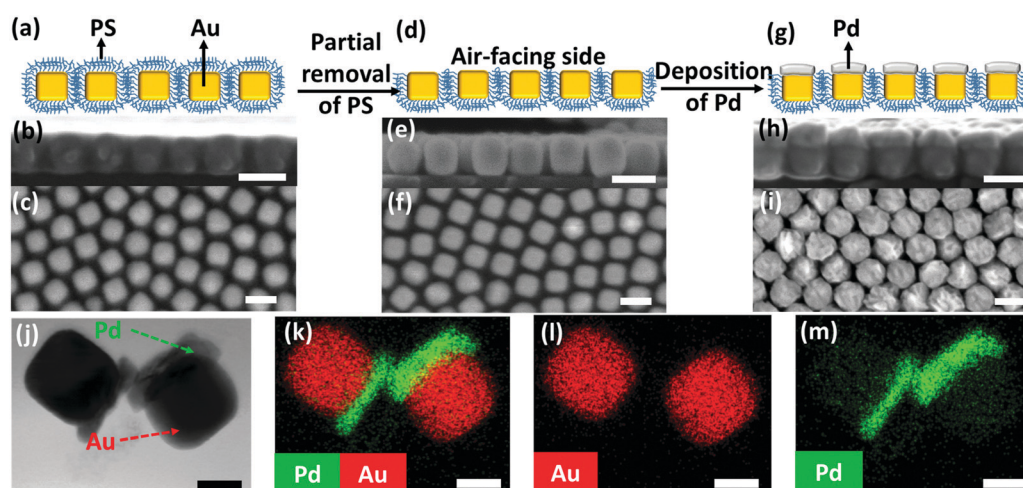 (a)
PS
Au
Partial
removal
of PS
(d)
Air-facing side
Deposition
of Pd
(g)
Pd
(b)
(e)
(h)
(c)
(f)
(i)
(j)
Pd
Au
(k)
Pd
Au
(l)
Au
(m)
Pd